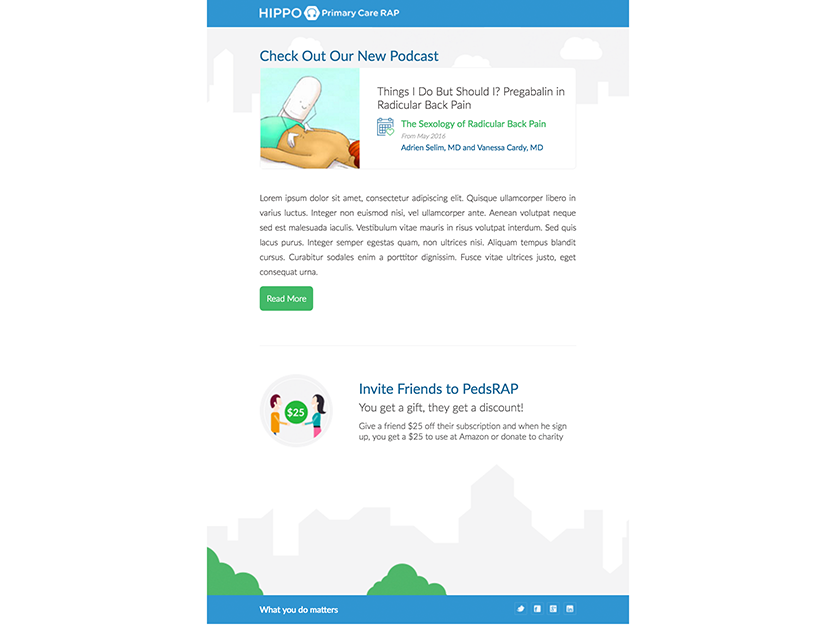 HIPPO Primary Care RAP
Check Out Our New Podcast
Things I Do But Should I? Pregabalin in
Radicular Back Pain
The Sexology of Radicular Back Pain
From May 2016
Adrien Selim, MD and Vanessa Cardy, MD
Lorem ipsum dolor sit amet, consectetur adipiscing elit. Quisque ullamcorper libero in
varius luctus. Integer non euismod nisi, vel ullamcorper ante. Aenean volutpat neque
sed est malesuada iaculis. Vestibulum vitae mauris in risus volutpat interdum. Sed quis
lacus purus. Integer semper egestas quam, non ultrices nisi. Aliquam tempus blandit
cursus. Curabitur sodales enim a porttitor dignissim. Fusce vitae ultrices justo, eget
consequat urna.
Read More
$25
Invite Friends to PedsRAP
You get a gift, they get a discount!
Give a friend $25 off their subscription and when he sign
up, you get a $25 to use at Amazon or donate to charity
What you do matters